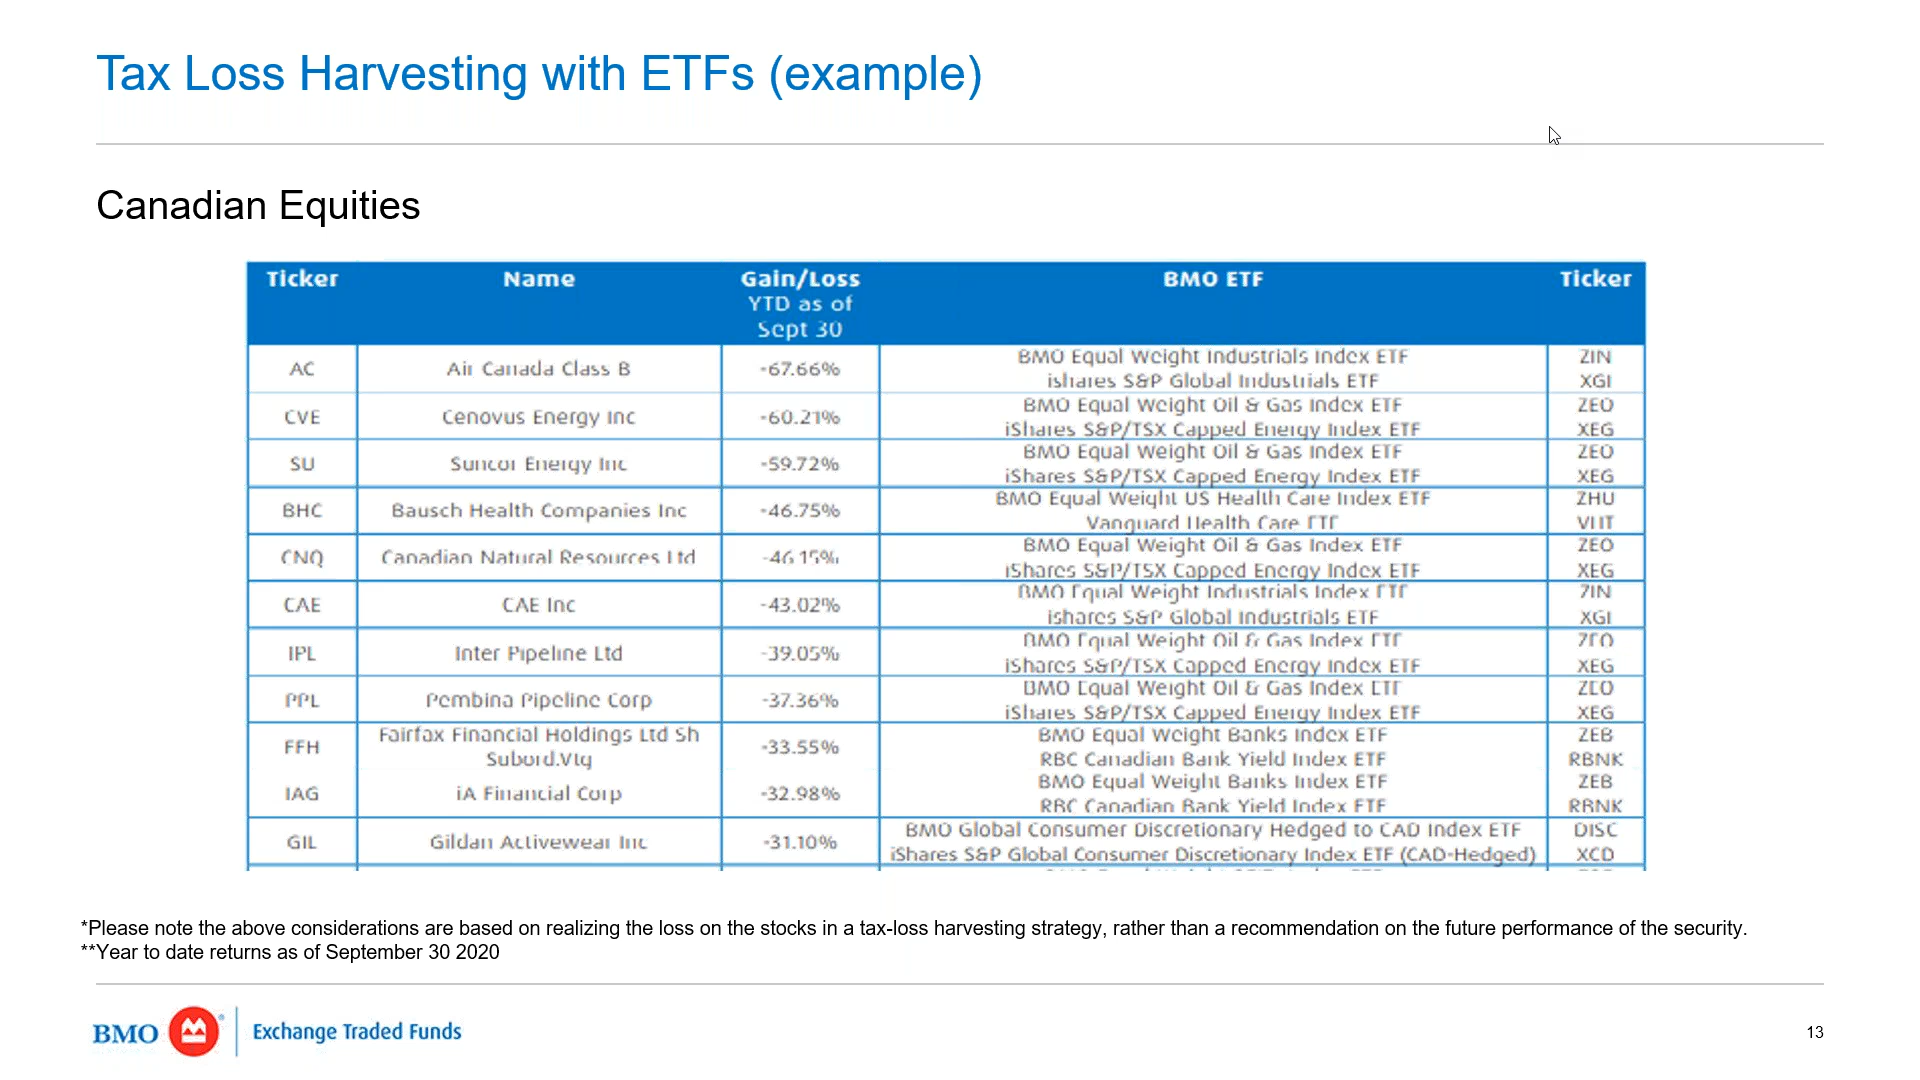 Tax Loss Harvesting with ETFs (example)
Canadian Equities
Ticker Name Gain/Loss BMO ETF Ticker
YTD as of
Sept 30
BMO Equal Weight Industrials Index ETF ZIN
AC Air Canada Class B -67.66%
ishares S&P Global Industrials ETF XGI
BMO Equal Weight Oil & Gas Index ETF ZEO
CVE Cenovus Energy Inc -60.21%
iShares S&P/TSX Capped Energy Index ETF XEG
BMO Equal Weight Oil & Gas Index ETF ZEO
SU Suncor Energy Inc -59.72%
iShares S&P/TSX Capped Energy Index ETF XEG
BMO Equal Weight US Health Care Index ETF ZHU
BHC Bausch Health Companies Inc -46.75%
Vanguard Health Care ETF VHT
BMO Equal Weight Oil & Gas Index ETF ZEO
CNQ Canadian Natural Resources Ltd -46.15%
iShares S&P/TSX Capped Energy Index ETF XEG
BMO Equal Weight Industrials Index ETF ZIN
CAE CAE Inc -43.02%
ishares S&P Global Industrials ETF XGI
BMO Equal Weight Oil & Gas Index ETF ZEO
IPL Inter Pipeline Ltd -39.05%
iShares S&P/TSX Capped Energy Index ETF XEG
BMO Equal Weight Oil & Gas Index ETF ZEO
PPL Pembina Pipeline Corp -37.36%
iShares S&P/TSX Capped Energy Index ETF XEG
Fairfax Financial Holdings Ltd Sh BMO Equal Weight Banks Index ETF ZEB
FFH -33.55%
Subord.Vtg RBC Canadian Bank Yield Index ETF RBNK
BMO Equal Weight Banks Index ETF ZEB
IAG iA Financial Corp -32.98%
RBC Canadian Bank Yield Index ETF RBNK
BMO Global Consumer Discretionary Hedged to CAD Index ETF DISC
GIL Gildan Activewear Inc -31.10%
iShares S&P Global Consumer Discretionary Index ETF (CAD-Hedged) XCD
*Please note the above considerations are based on realizing the loss on the stocks in a tax-loss harvesting strategy, rather than a recommendation on the future performance of the security.
**Year to date returns as of September 30 2020
BMO Exchange Traded Funds
13